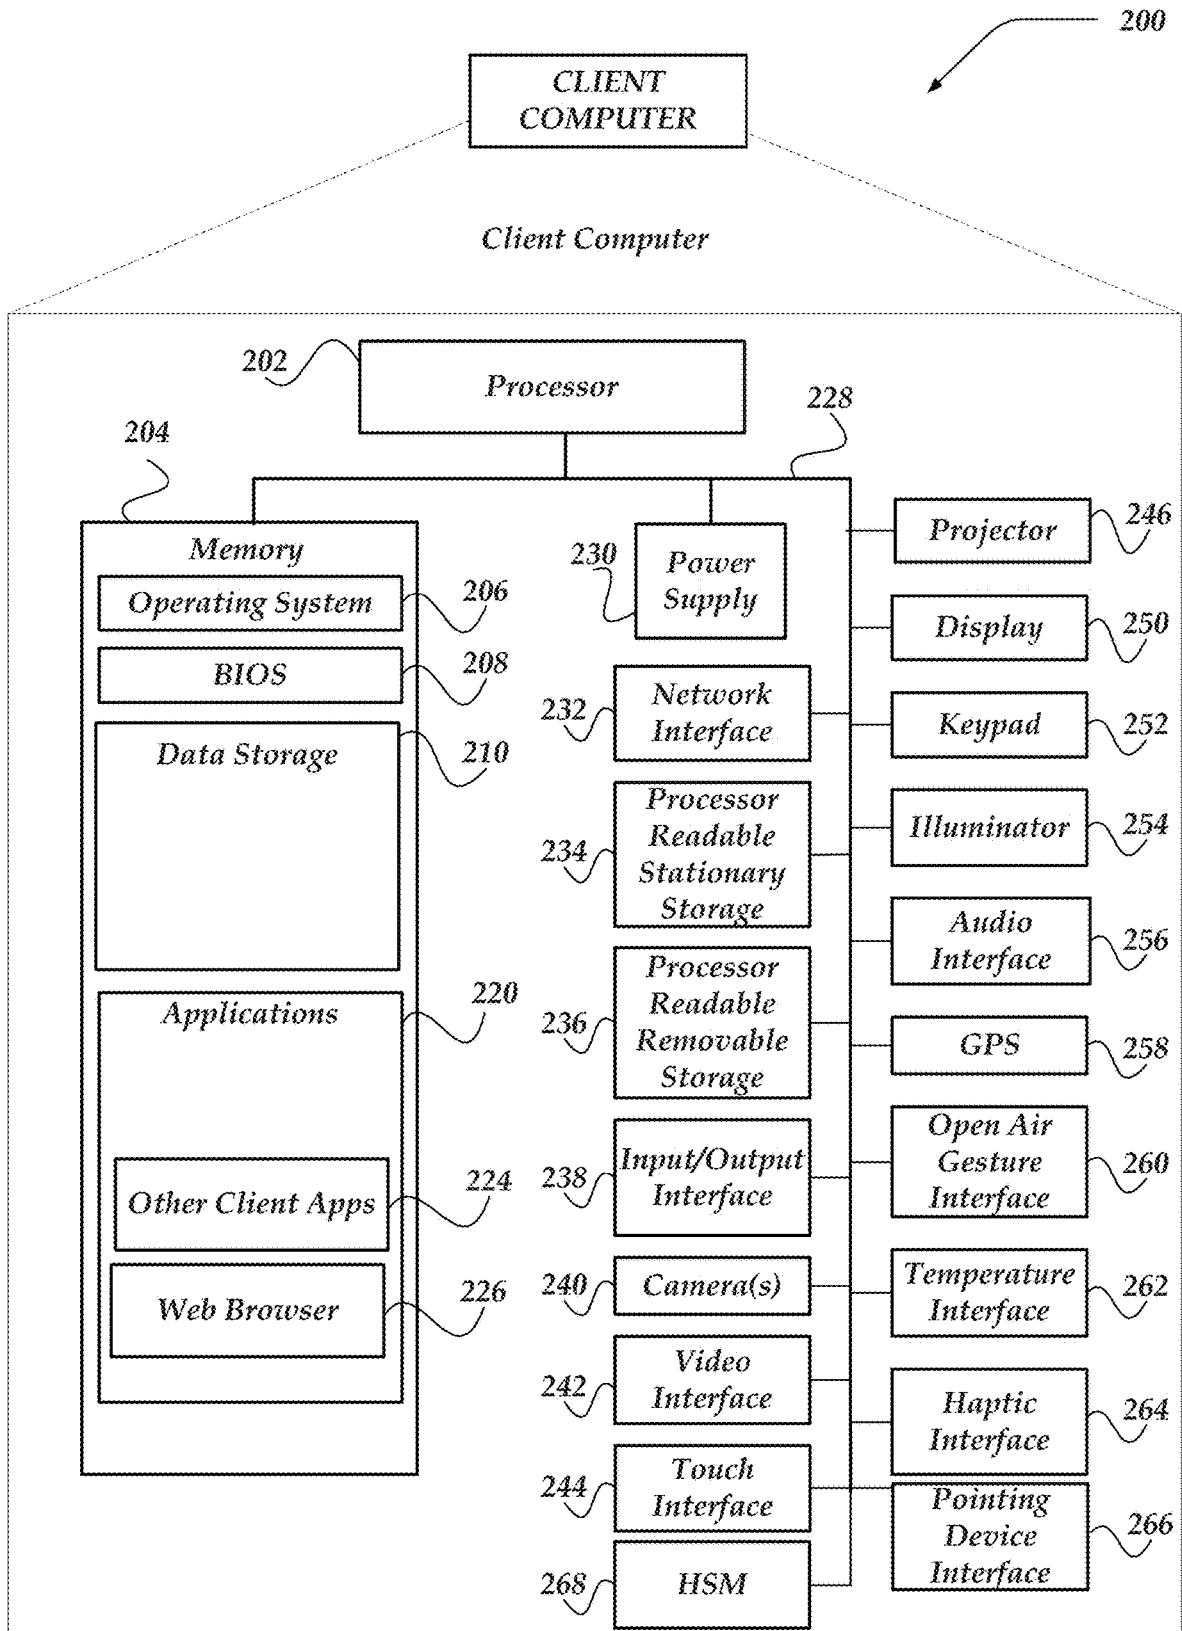 200
CLIENT
COMPUTER
Client Computer
202
Processor
228
204
Memory
Operating System
206
BIOS
208
Data Storage
210
Applications
220
Other Client Apps
224
Web Browser
226
230
Power
Supply
232
Network
Interface
234
Processor
Readable
Stationary
Storage
236
Processor
Readable
Removable
Storage
238
Input/Output
Interface
240
Camera(s)
242
Video
Interface
244
Touch
Interface
268
HSM
Projector
246
Display
250
Keypad
252
Illuminator
254
Audio
Interface
256
GPS
258
Open Air
Gesture
Interface
260
Temperature
Interface
262
Haptic
Interface
264
Pointing
Device
Interface
266